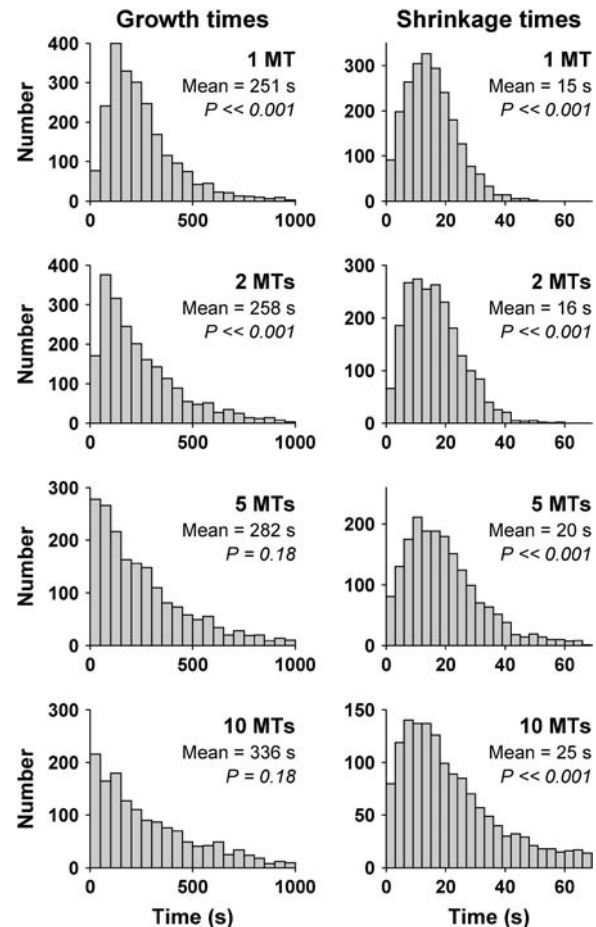 Growth times
Shrinkage times
400
300
200
100
0
Number
1 MT
Mean = 251 s
P << 0.001
0
500
1000
300
200
100
0
1 MT
Mean = 15 s
P << 0.001
0
20
40
60
400
300
200
100
0
Number
2 MTs
Mean = 258 s
P << 0.001
0
500
1000
300
200
100
0
2 MTs
Mean = 16 s
P << 0.001
0
20
40
60
300
200
100
0
Number
5 MTs
Mean = 282 s
P = 0.18
0
500
1000
200
100
0
5 MTs
Mean = 20 s
P << 0.001
0
20
40
60
300
200
100
0
Number
10 MTs
Mean = 336 s
P = 0.18
0
500
1000
Time (s)
150
100
50
0
10 MTs
Mean = 25 s
P << 0.001
0
20
40
60
Time (s)